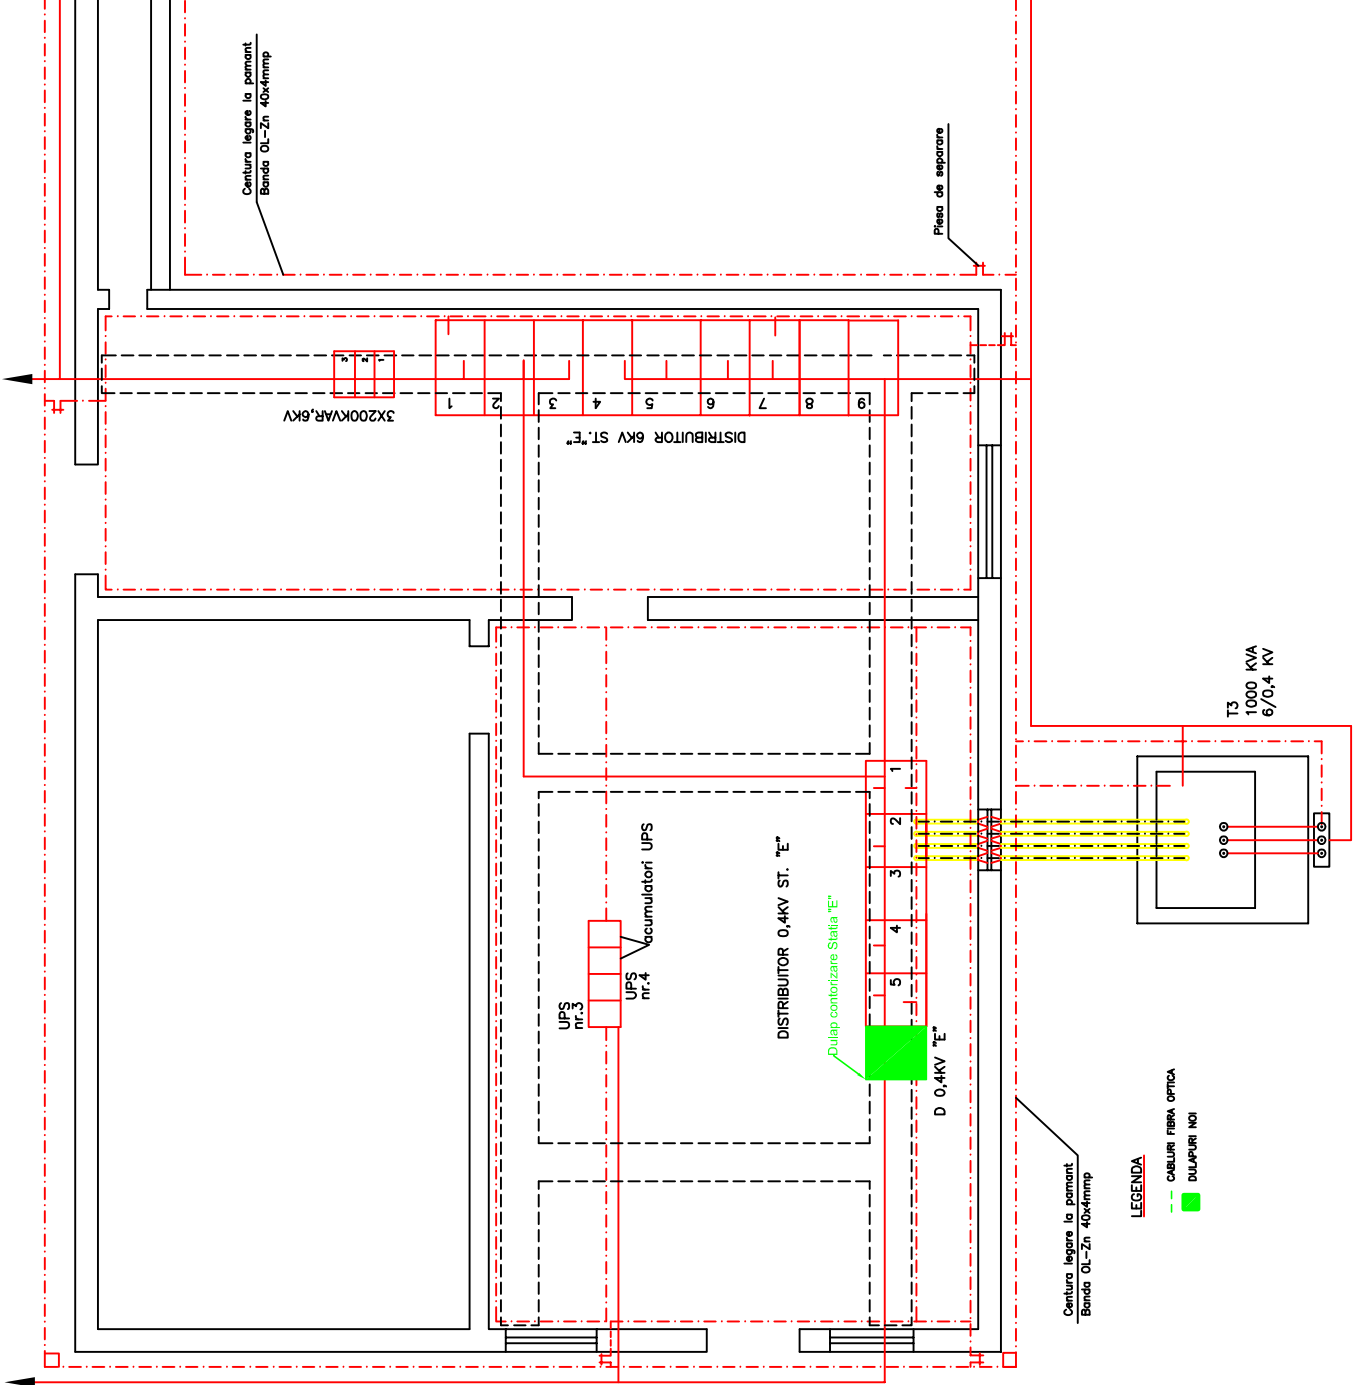 Centura legare la pamant
Banda OL-Zn 40x4mmp
Piesa de separare
3
2
1
3X200KVAR,6KV
1
2
3
4
5
6
7
8
9
DISTRIBUITOR 6KV ST."E"
T3
1000 KVA
6/0,4 KV
acumulatori UPS
UPS
nr.3
UPS
nr.4
DISTRIBUITOR 0,4KV ST. "E"
Dulap contorizare Statia "E"
1
2
3
4
5
D 0,4KV "E"
Centura legare la pamant
Banda OL-Zn 40x4mmp
LEGENDA
CABLURI FIBRA OPTICA
DULAPURI NOI